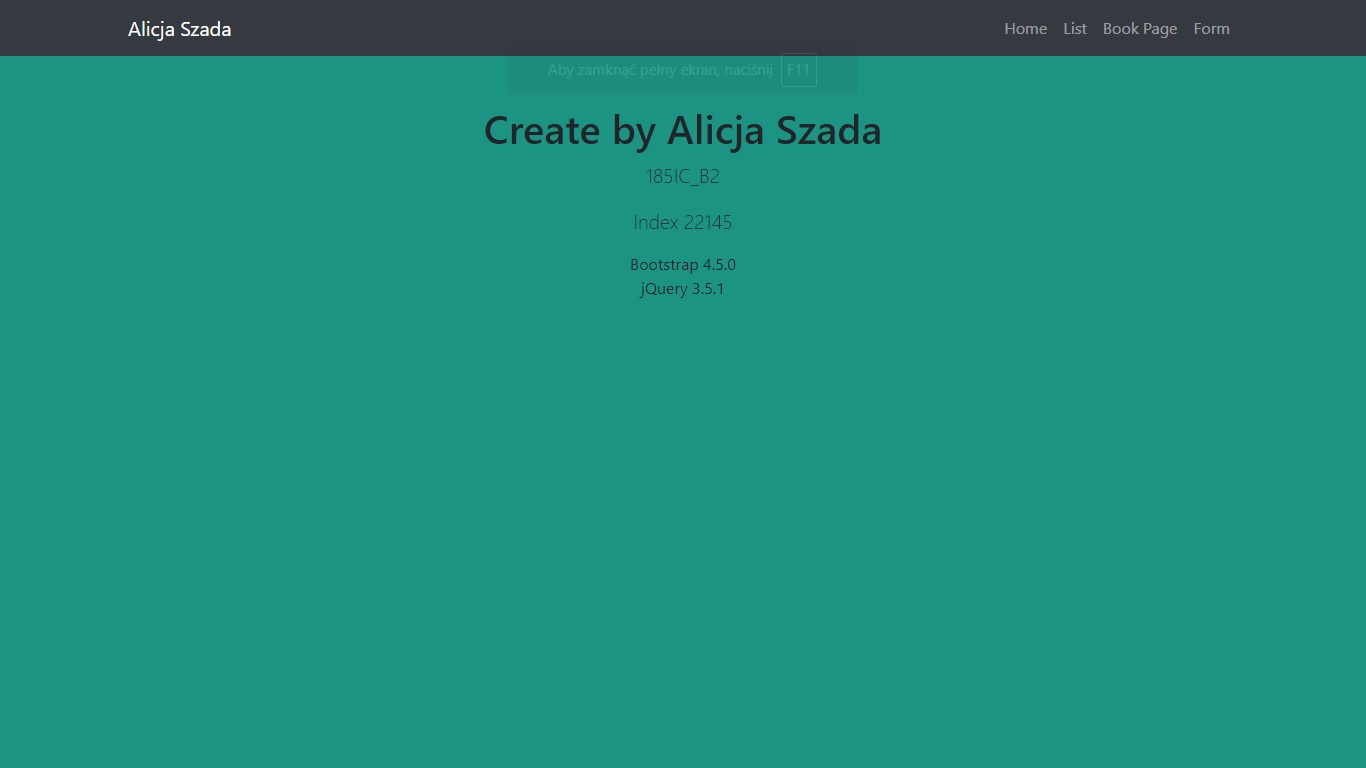 Alicja Szada
Home List Book Page Form
Aby zamknąć pełny ekran, naciśnij F11
Create by Alicja Szada
185IC_B2
Index 22145
Bootstrap 4.5.0
jQuery 3.5.1